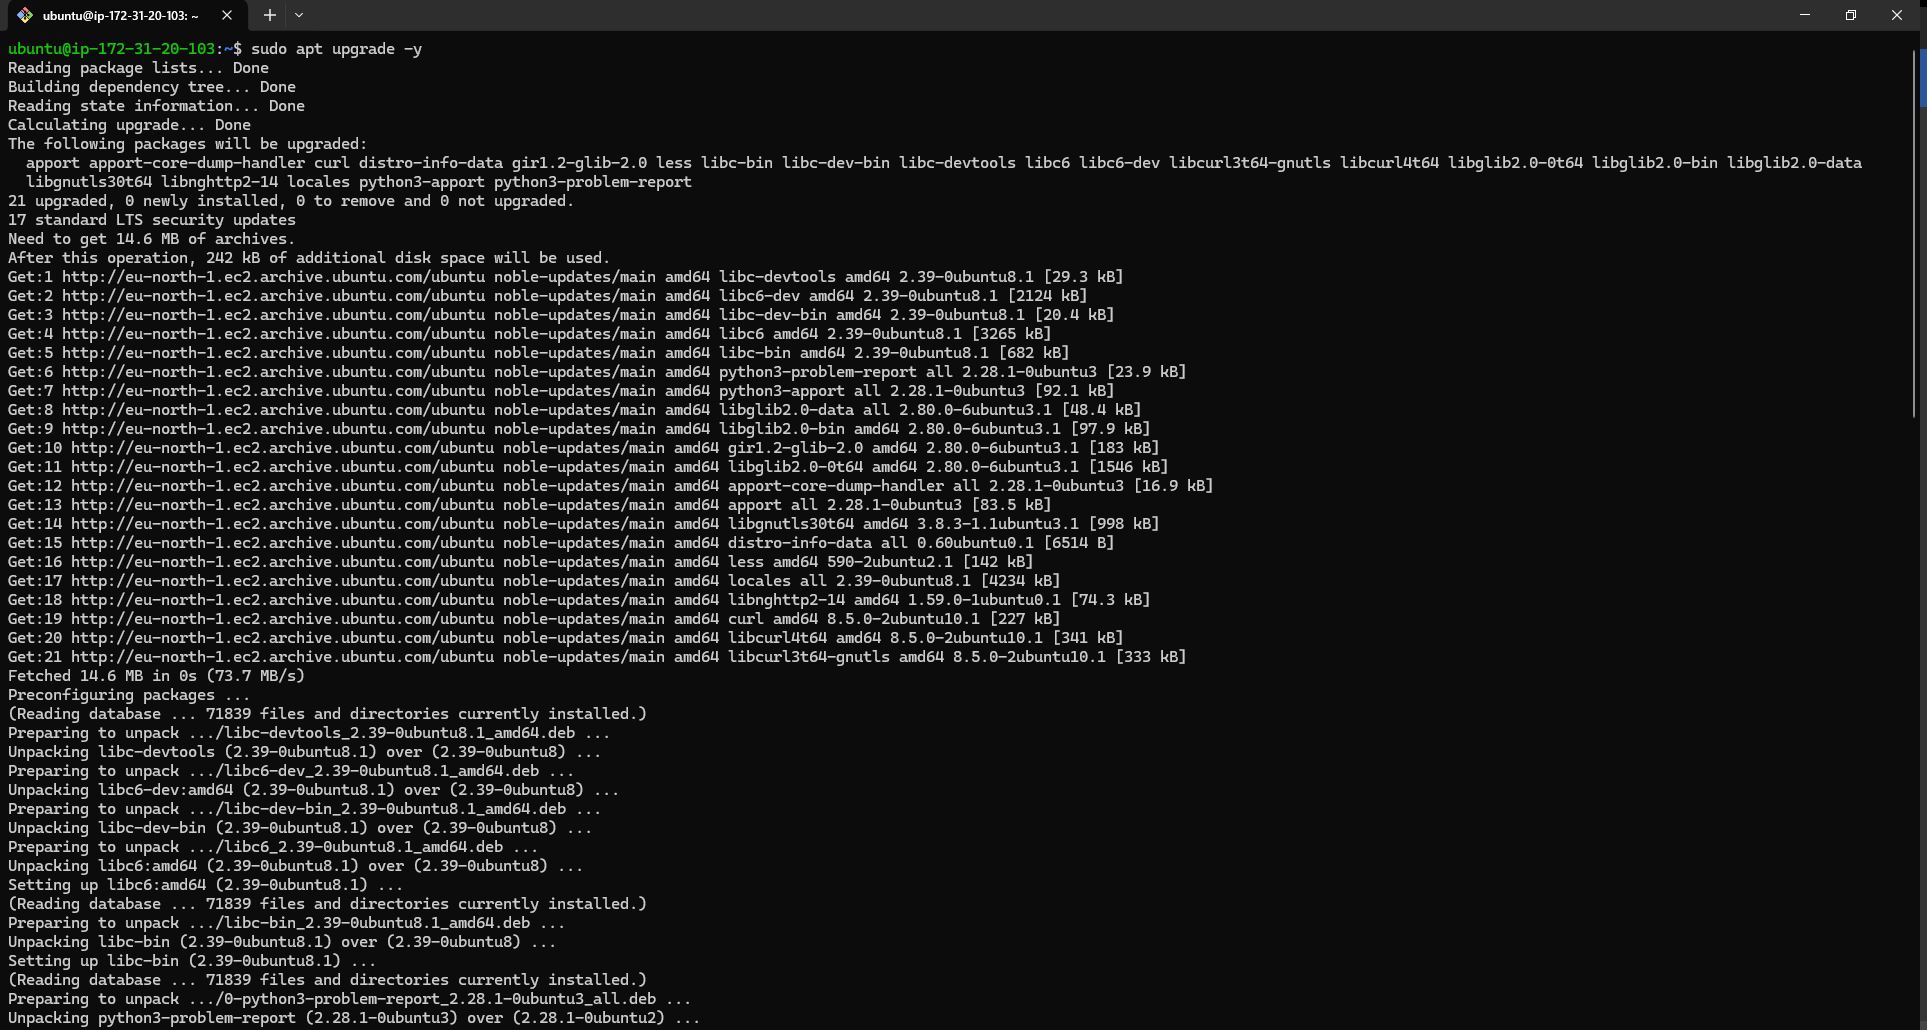 ubuntu@ip-172-31-20-103: ~
ubuntu@ip-172-31-20-103:~$ sudo apt upgrade -y
Reading package lists... Done
Building dependency tree... Done
Reading state information... Done
Calculating upgrade... Done
The following packages will be upgraded:
  apport apport-core-dump-handler curl distro-info-data gir1.2-glib-2.0 less libc-bin libc-dev-bin libc-devtools libc6 libc6-dev libcurl3t64-gnutls libcurl4t64 libglib2.0-0t64 libglib2.0-bin libglib2.0-data
  libgnutls30t64 libnghttp2-14 locales python3-apport python3-problem-report
21 upgraded, 0 newly installed, 0 to remove and 0 not upgraded.
17 standard LTS security updates
Need to get 14.6 MB of archives.
After this operation, 242 kB of additional disk space will be used.
Get:1 http://eu-north-1.ec2.archive.ubuntu.com/ubuntu noble-updates/main amd64 libc-devtools amd64 2.39-0ubuntu8.1 [29.3 kB]
Get:2 http://eu-north-1.ec2.archive.ubuntu.com/ubuntu noble-updates/main amd64 libc6-dev amd64 2.39-0ubuntu8.1 [2124 kB]
Get:3 http://eu-north-1.ec2.archive.ubuntu.com/ubuntu noble-updates/main amd64 libc-dev-bin amd64 2.39-0ubuntu8.1 [20.4 kB]
Get:4 http://eu-north-1.ec2.archive.ubuntu.com/ubuntu noble-updates/main amd64 libc6 amd64 2.39-0ubuntu8.1 [3265 kB]
Get:5 http://eu-north-1.ec2.archive.ubuntu.com/ubuntu noble-updates/main amd64 libc-bin amd64 2.39-0ubuntu8.1 [682 kB]
Get:6 http://eu-north-1.ec2.archive.ubuntu.com/ubuntu noble-updates/main amd64 python3-problem-report all 2.28.1-0ubuntu3 [23.9 kB]
Get:7 http://eu-north-1.ec2.archive.ubuntu.com/ubuntu noble-updates/main amd64 python3-apport all 2.28.1-0ubuntu3 [92.1 kB]
Get:8 http://eu-north-1.ec2.archive.ubuntu.com/ubuntu noble-updates/main amd64 libglib2.0-data all 2.80.0-6ubuntu3.1 [48.4 kB]
Get:9 http://eu-north-1.ec2.archive.ubuntu.com/ubuntu noble-updates/main amd64 libglib2.0-bin amd64 2.80.0-6ubuntu3.1 [97.9 kB]
Get:10 http://eu-north-1.ec2.archive.ubuntu.com/ubuntu noble-updates/main amd64 gir1.2-glib-2.0 amd64 2.80.0-6ubuntu3.1 [183 kB]
Get:11 http://eu-north-1.ec2.archive.ubuntu.com/ubuntu noble-updates/main amd64 libglib2.0-0t64 amd64 2.80.0-6ubuntu3.1 [1546 kB]
Get:12 http://eu-north-1.ec2.archive.ubuntu.com/ubuntu noble-updates/main amd64 apport-core-dump-handler all 2.28.1-0ubuntu3 [16.9 kB]
Get:13 http://eu-north-1.ec2.archive.ubuntu.com/ubuntu noble-updates/main amd64 apport all 2.28.1-0ubuntu3 [83.5 kB]
Get:14 http://eu-north-1.ec2.archive.ubuntu.com/ubuntu noble-updates/main amd64 libgnutls30t64 amd64 3.8.3-1.1ubuntu3.1 [998 kB]
Get:15 http://eu-north-1.ec2.archive.ubuntu.com/ubuntu noble-updates/main amd64 distro-info-data all 0.60ubuntu0.1 [6514 B]
Get:16 http://eu-north-1.ec2.archive.ubuntu.com/ubuntu noble-updates/main amd64 less amd64 590-2ubuntu2.1 [142 kB]
Get:17 http://eu-north-1.ec2.archive.ubuntu.com/ubuntu noble-updates/main amd64 locales all 2.39-0ubuntu8.1 [4234 kB]
Get:18 http://eu-north-1.ec2.archive.ubuntu.com/ubuntu noble-updates/main amd64 libnghttp2-14 amd64 1.59.0-1ubuntu0.1 [74.3 kB]
Get:19 http://eu-north-1.ec2.archive.ubuntu.com/ubuntu noble-updates/main amd64 curl amd64 8.5.0-2ubuntu10.1 [227 kB]
Get:20 http://eu-north-1.ec2.archive.ubuntu.com/ubuntu noble-updates/main amd64 libcurl4t64 amd64 8.5.0-2ubuntu10.1 [341 kB]
Get:21 http://eu-north-1.ec2.archive.ubuntu.com/ubuntu noble-updates/main amd64 libcurl3t64-gnutls amd64 8.5.0-2ubuntu10.1 [333 kB]
Fetched 14.6 MB in 0s (73.7 MB/s)
Preconfiguring packages ...
(Reading database ... 71839 files and directories currently installed.)
Preparing to unpack .../libc-devtools_2.39-0ubuntu8.1_amd64.deb ...
Unpacking libc-devtools (2.39-0ubuntu8.1) over (2.39-0ubuntu8) ...
Preparing to unpack .../libc6-dev_2.39-0ubuntu8.1_amd64.deb ...
Unpacking libc6-dev:amd64 (2.39-0ubuntu8.1) over (2.39-0ubuntu8) ...
Preparing to unpack .../libc-dev-bin_2.39-0ubuntu8.1_amd64.deb ...
Unpacking libc-dev-bin (2.39-0ubuntu8.1) over (2.39-0ubuntu8) ...
Preparing to unpack .../libc6_2.39-0ubuntu8.1_amd64.deb ...
Unpacking libc6:amd64 (2.39-0ubuntu8.1) over (2.39-0ubuntu8) ...
Setting up libc6:amd64 (2.39-0ubuntu8.1) ...
(Reading database ... 71839 files and directories currently installed.)
Preparing to unpack .../libc-bin_2.39-0ubuntu8.1_amd64.deb ...
Unpacking libc-bin (2.39-0ubuntu8.1) over (2.39-0ubuntu8) ...
Setting up libc-bin (2.39-0ubuntu8.1) ...
(Reading database ... 71839 files and directories currently installed.)
Preparing to unpack .../0-python3-problem-report_2.28.1-0ubuntu3_all.deb ...
Unpacking python3-problem-report (2.28.1-0ubuntu3) over (2.28.1-0ubuntu2) ...